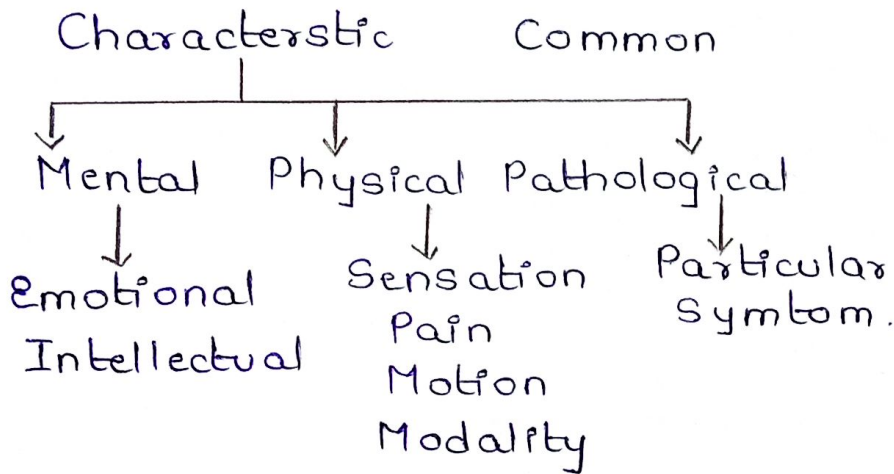 Characterstic Common
Mental Physical Pathological
Emotional
Intellectual
Sensation
Pain
Motion
Modality
Particular
Symtom.